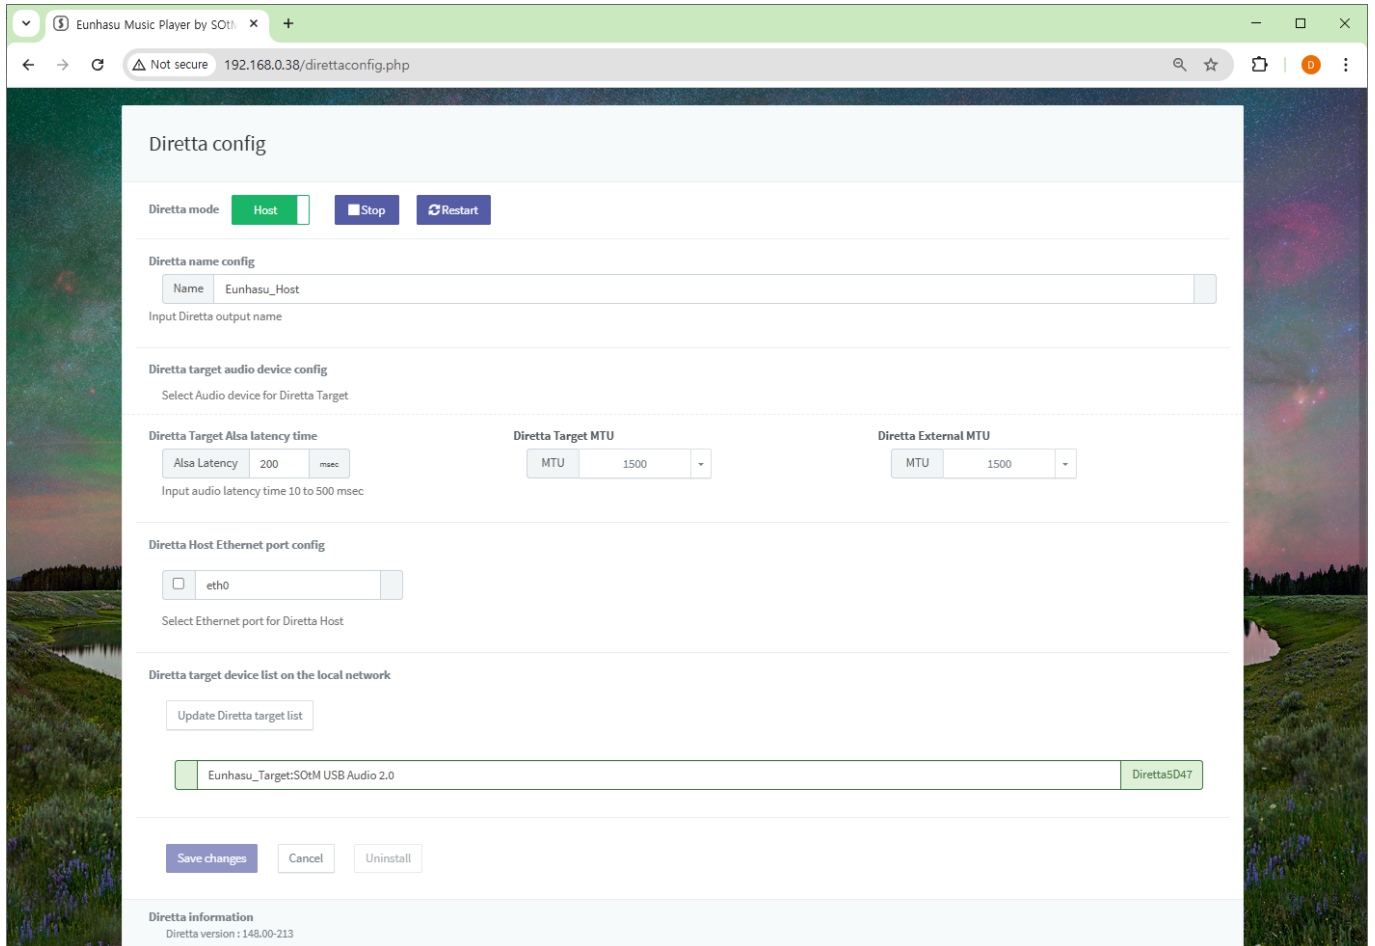 Eunhasu Music Player by SOtM
Not secure
192.168.0.38/direttaconfig.php
D
Diretta config
Diretta mode
Host
Stop
Restart
Diretta name config
Name
Eunhasu_Host
Input Diretta output name
Diretta target audio device config
Select Audio device for Diretta Target
Diretta Target Alsa latency time
Diretta Target MTU
Diretta External MTU
Alsa Latency
200
msec
MTU
1500
MTU
1500
Input audio latency time 10 to 500 msec
Diretta Host Ethernet port config
eth0
Select Ethernet port for Diretta Host
Diretta target device list on the local network
Update Diretta target list
Eunhasu_Target:SOtM USB Audio 2.0
Diretta5D47
Save changes
Cancel
Uninstall
Diretta information
Diretta version : 148.00-213